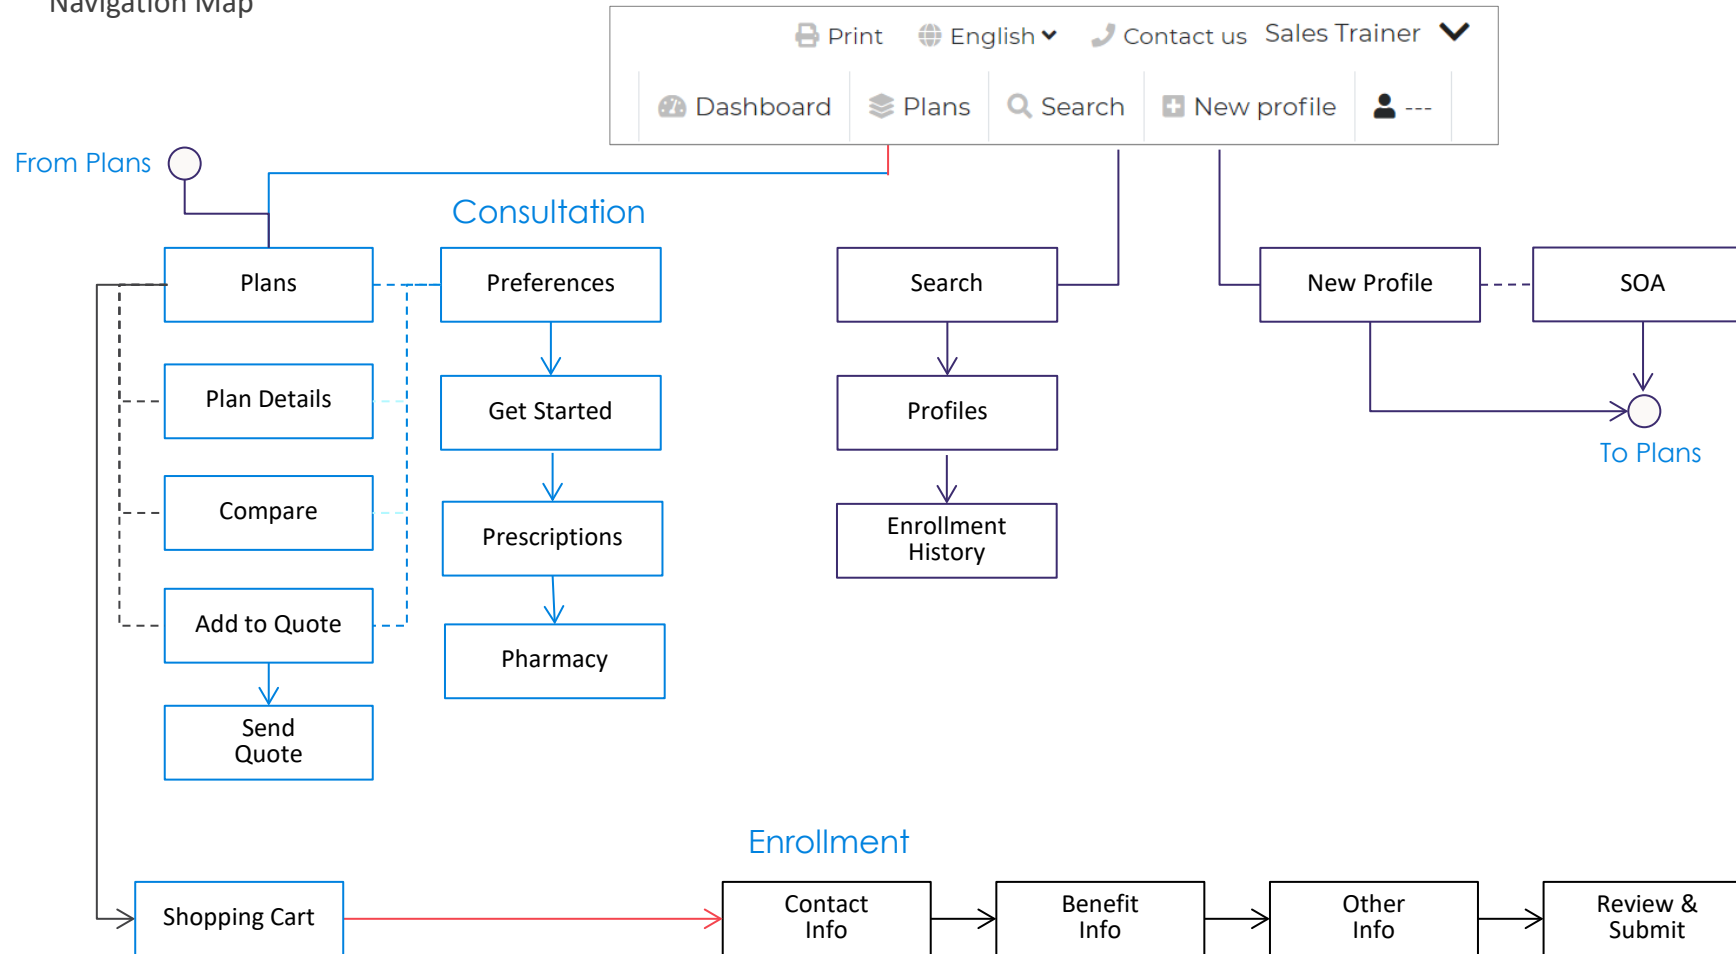 Navigation Map
Print English Contact us Sales Trainer
Dashboard Plans Search New profile ---
From Plans
Consultation
Plans
Preferences
Search
New Profile
SOA
Plan Details
Get Started
Profiles
To Plans
Compare
Prescriptions
Enrollment
History
Add to Quote
Pharmacy
Send
Quote
Enrollment
Shopping Cart
Contact
Info
Benefit
Info
Other
Info
Review &
Submit